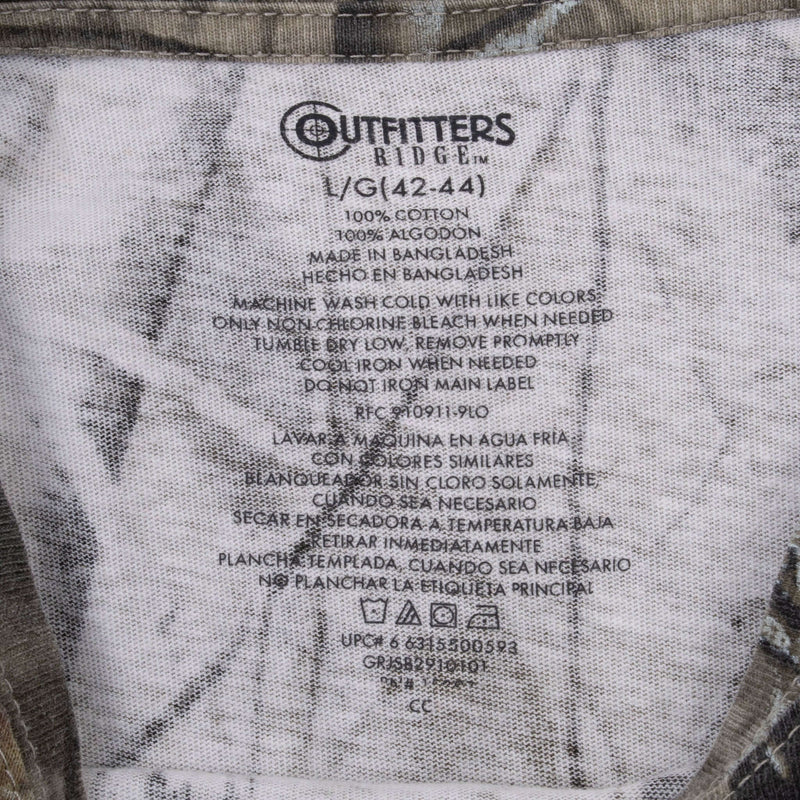 OUTFITTERS
RIDGE™
L/G(42-44)
100% COTTON
100% ALGODON
MADE IN BANGLADESH
HECHO EN BANGLADESH
MACHINE WASH COLD WITH LIKE COLORS
ONLY NON-CHLORINE BLEACH WHEN NEEDED
TUMBLE DRY LOW, REMOVE PROMPTLY
COOL IRON WHEN NEEDED
DO NOT IRON MAIN LABEL
RFC 910911-9LO
LAVAR A MAQUINA EN AGUA FRIA
CON COLORES SIMILARES
BLANQUEADOR SIN CLORO SOLAMENTE,
CUANDO SEA NECESARIO
SECAR EN SECADORA A TEMPERATURA BAJA
RETIRAR INMEDIATAMENTE
PLANCHA TEMPLADA, CUANDO SEA NECESARIO
NO PLANCHAR LA ETIQUETA PRINCIPAL
UPC# 6 6315500593
GRJSB2910101
CC